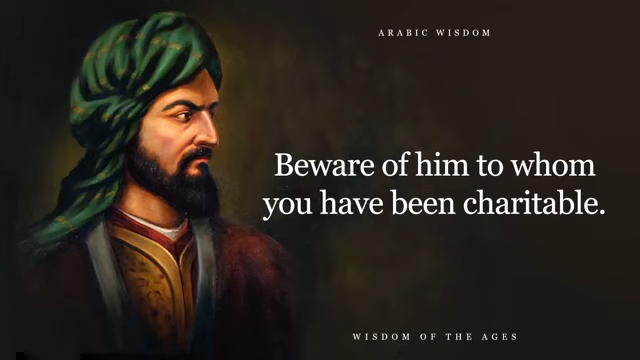 ARABIC WISDOM
Beware of him to whom
you have been charitable.
WISDOM OF THE AGES